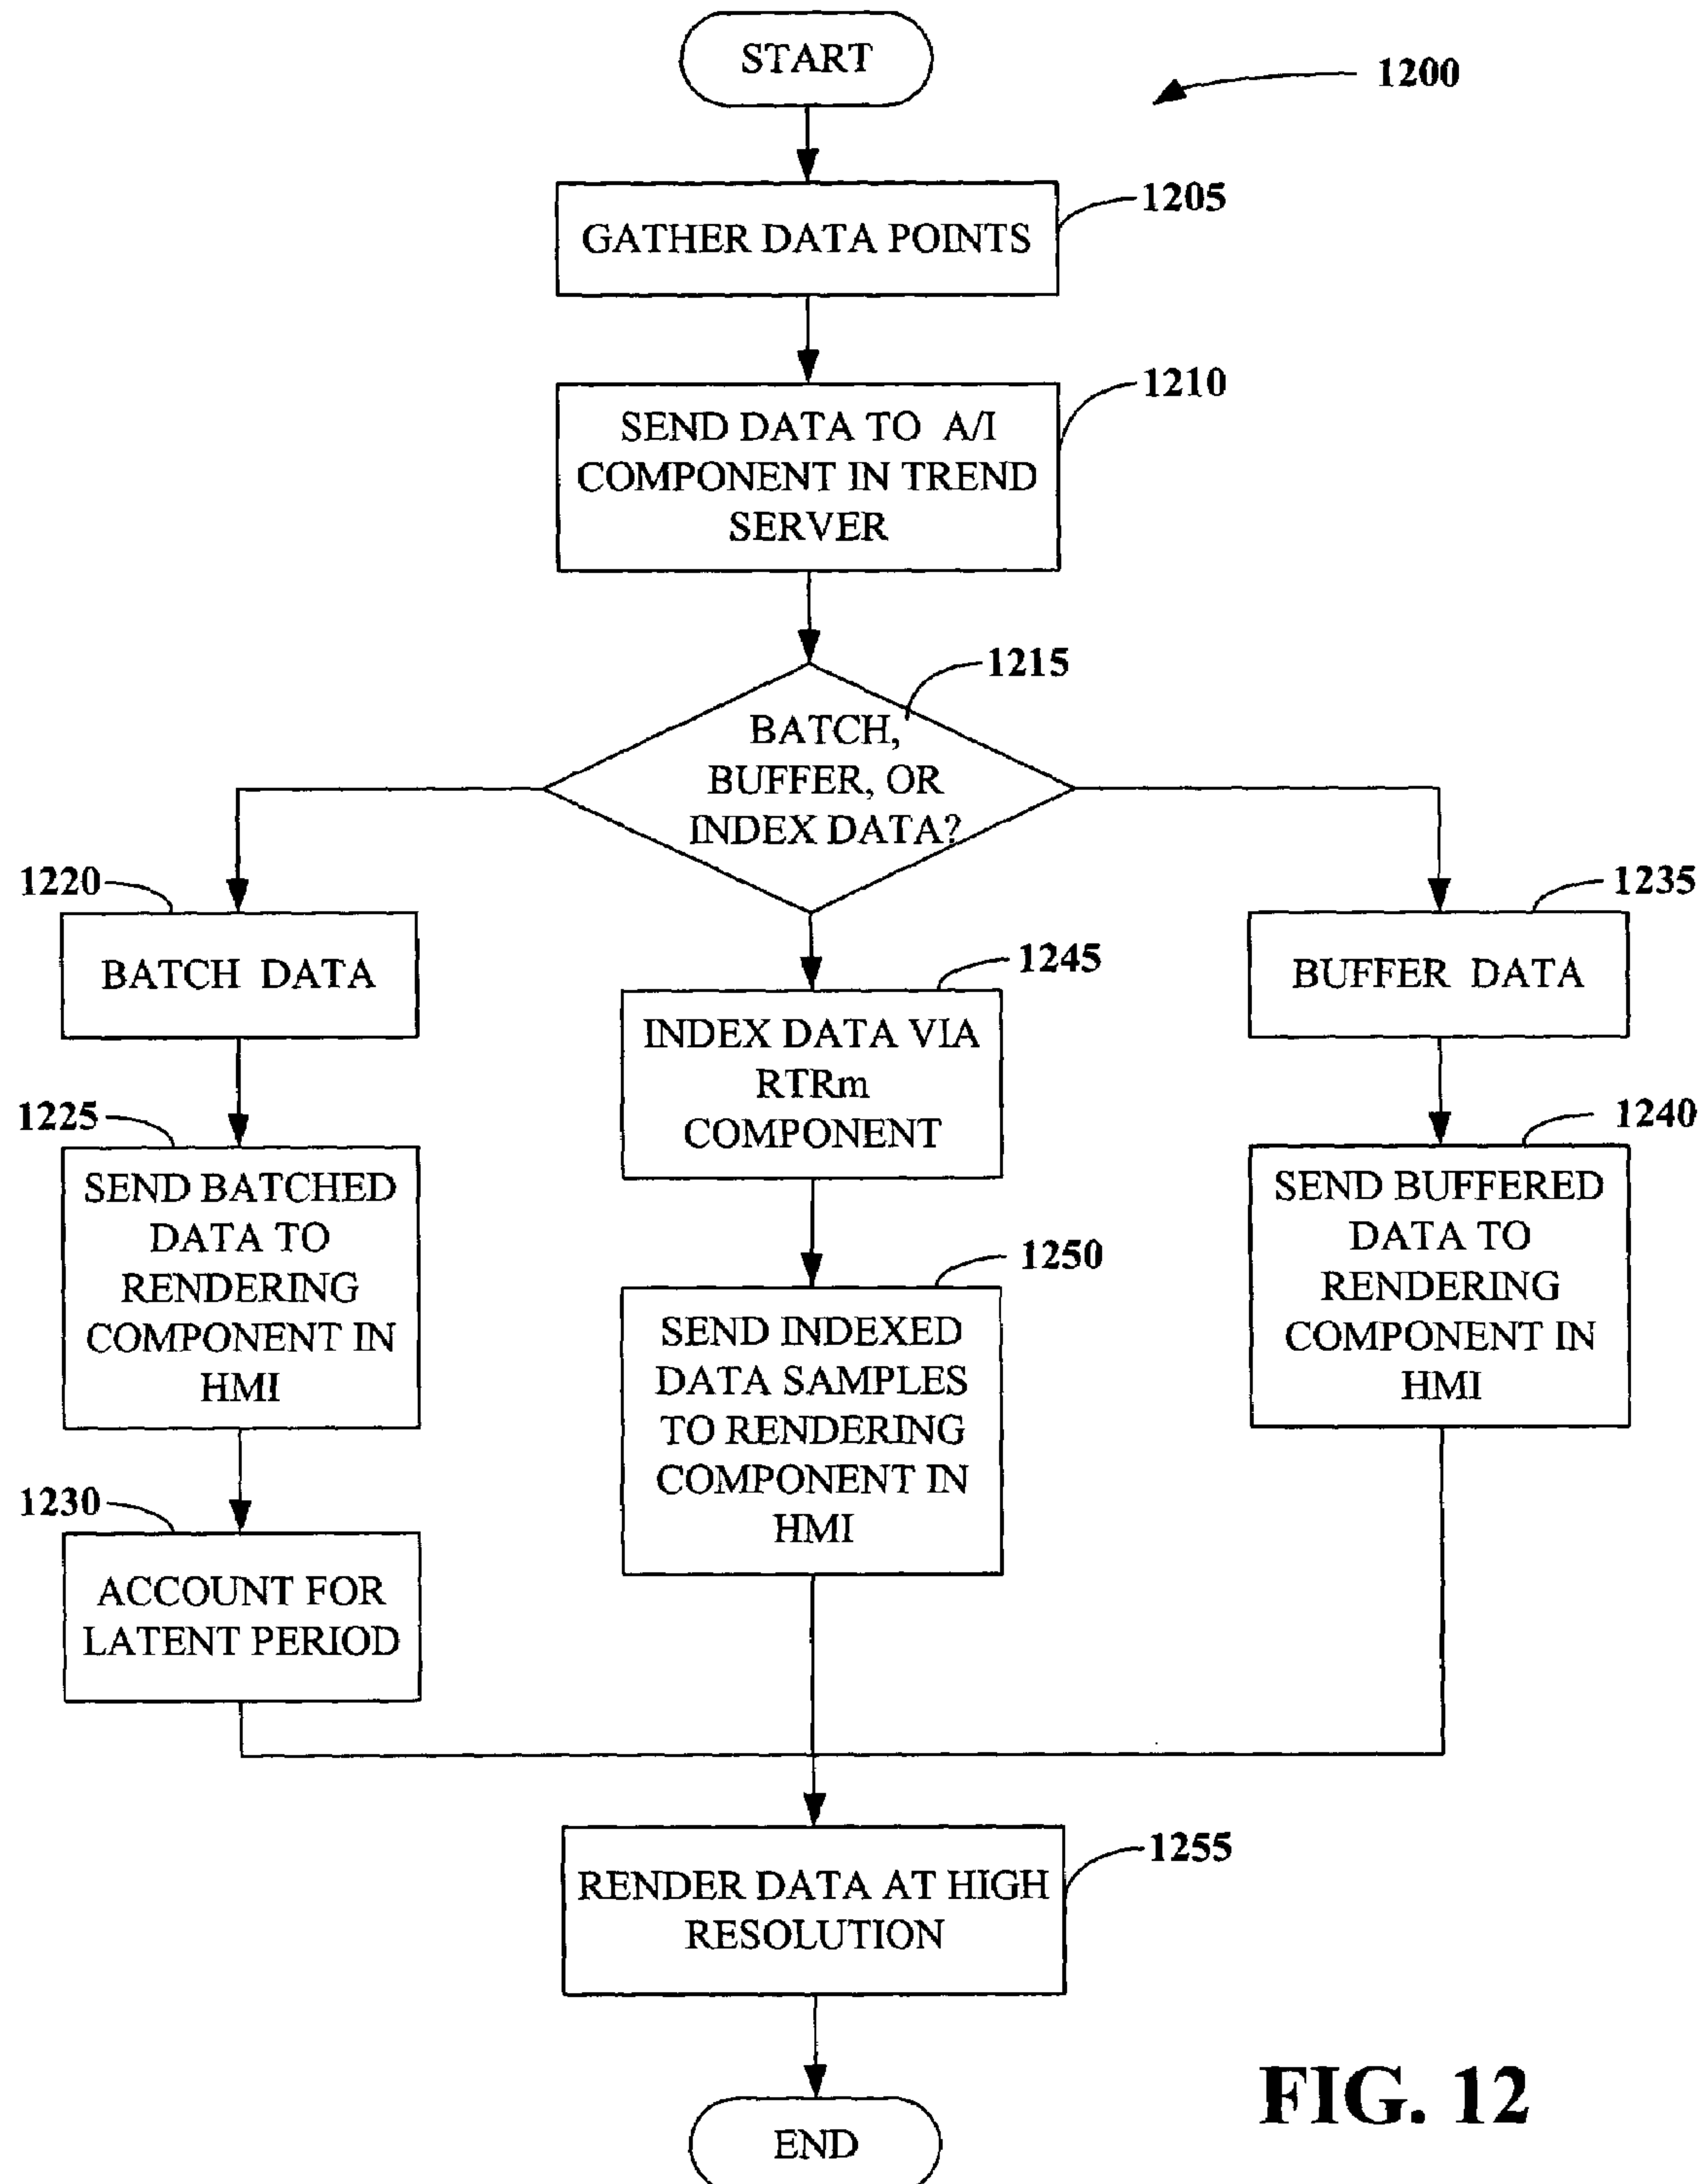 START
1200
1205
GATHER DATA POINTS
1210
SEND DATA TO A/I
COMPONENT IN TREND
SERVER
1215
BATCH,
BUFFER, OR
INDEX DATA?
1220
BATCH DATA
1225
SEND BATCHED
DATA TO
RENDERING
COMPONENT IN
HMI
1230
ACCOUNT FOR
LATENT PERIOD
1245
INDEX DATA VIA
RTRm
COMPONENT
1250
SEND INDEXED
DATA SAMPLES
TO RENDERING
COMPONENT IN
HMI
1235
BUFFER DATA
1240
SEND BUFFERED
DATA TO
RENDERING
COMPONENT IN
HMI
1255
RENDER DATA AT HIGH
RESOLUTION
END
FIG. 12